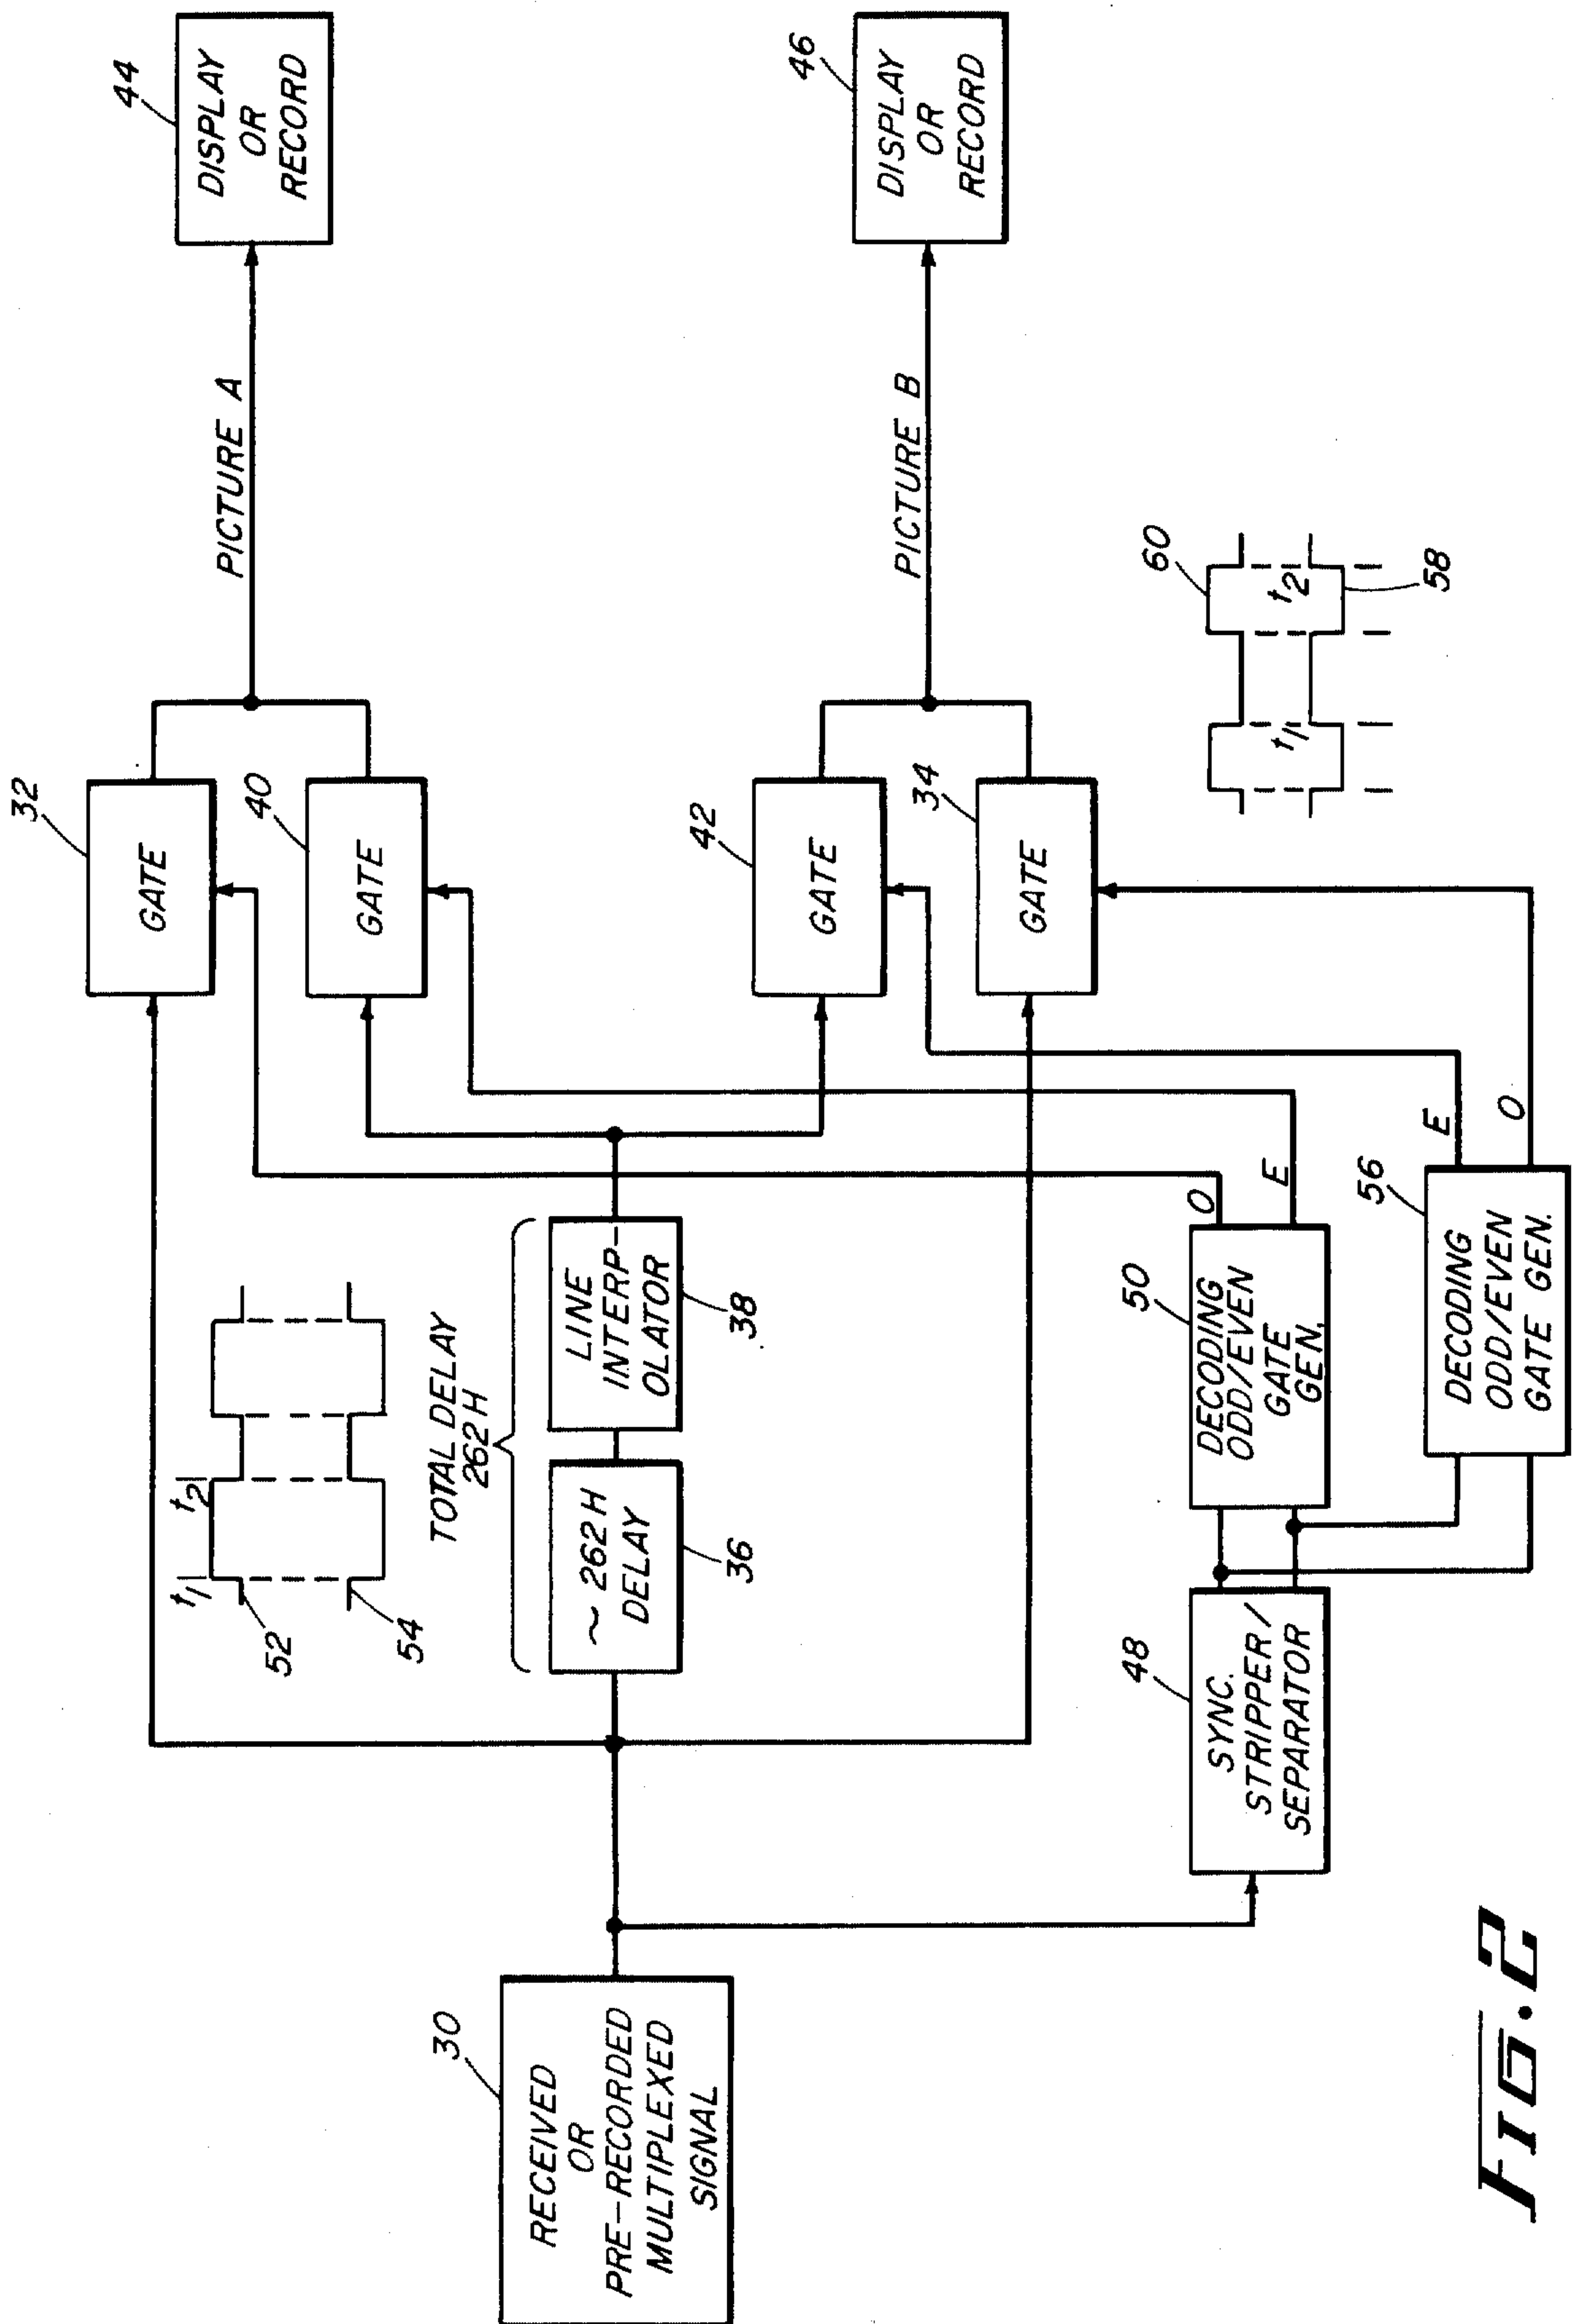 RECEIVED
OR
PRE-RECORDED
MULTIPLEXED
SIGNAL
30
TOTAL DELAY
262 H
~ 262 H
DELAY
36
LINE
INTERP-
OLATOR
38
t1
t2
52
54
GATE
32
GATE
40
GATE
42
GATE
34
PICTURE A
PICTURE B
DISPLAY
OR
RECORD
44
DISPLAY
OR
RECORD
46
SYNC.
STRIPPER/
SEPARATOR
48
DECODING
ODD/EVEN
GATE
GEN.
50
O
E
DECODING
ODD/EVEN
GATE GEN.
56
E
O
60
t1
t2
58
FIG. 2